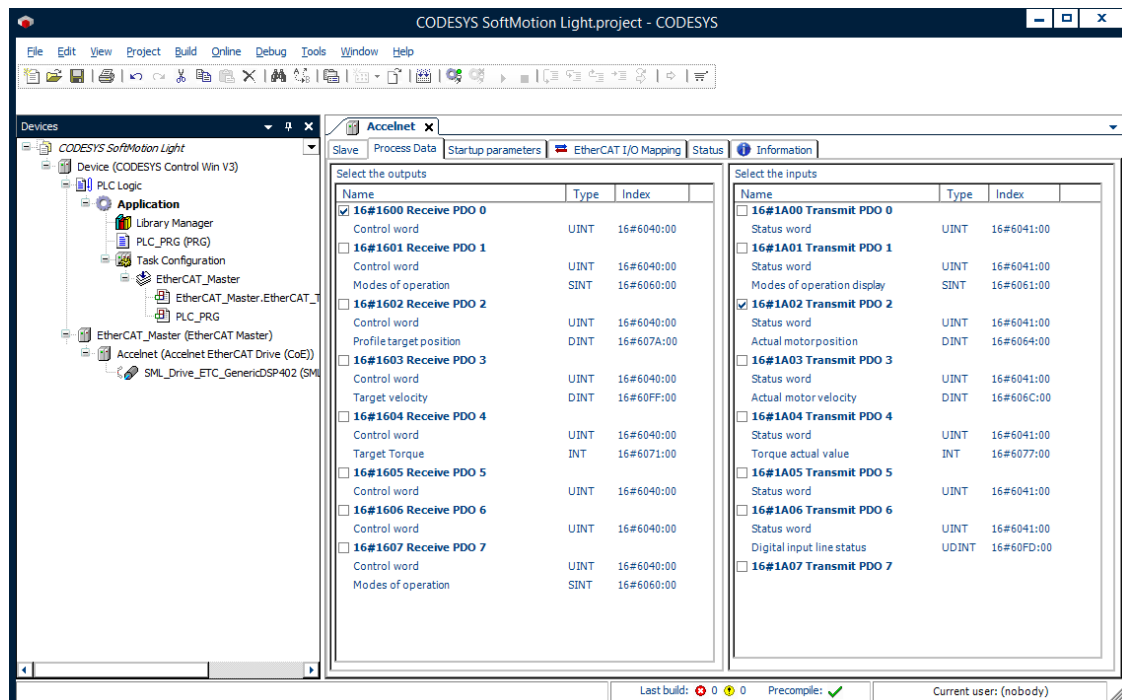 CODESYS SoftMotion Light.project - CODESYS
File Edit View Project Build Online Debug Tools Window Help
Devices
CODESYS SoftMotion Light
Device (CODESYS Control Win V3)
PLC Logic
Application
Library Manager
PLC_PRG (PRG)
Task Configuration
EtherCAT_Master
EtherCAT_Master.EtherCAT_T
PLC_PRG
EtherCAT_Master (EtherCAT Master)
Accelnet (Accelnet EtherCAT Drive (CoE))
SML_Drive_ETC_GenericDSP402 (SML
Accelnet
Slave Process Data Startup parameters EtherCAT I/O Mapping Status Information
Select the outputs
Name Type Index
16#1600 Receive PDO 0
Control word UINT 16#6040:00
16#1601 Receive PDO 1
Control word UINT 16#6040:00
Modes of operation SINT 16#6060:00
16#1602 Receive PDO 2
Control word UINT 16#6040:00
Profile target position DINT 16#607A:00
16#1603 Receive PDO 3
Control word UINT 16#6040:00
Target velocity DINT 16#60FF:00
16#1604 Receive PDO 4
Control word UINT 16#6040:00
Target Torque INT 16#6071:00
16#1605 Receive PDO 5
Control word UINT 16#6040:00
16#1606 Receive PDO 6
Control word UINT 16#6040:00
16#1607 Receive PDO 7
Control word UINT 16#6040:00
Modes of operation SINT 16#6060:00
Select the inputs
Name Type Index
16#1A00 Transmit PDO 0
Status word UINT 16#6041:00
16#1A01 Transmit PDO 1
Status word UINT 16#6041:00
Modes of operation display SINT 16#6061:00
16#1A02 Transmit PDO 2
Status word UINT 16#6041:00
Actual motorposition DINT 16#6064:00
16#1A03 Transmit PDO 3
Status word UINT 16#6041:00
Actual motor velocity DINT 16#606C:00
16#1A04 Transmit PDO 4
Status word UINT 16#6041:00
Torque actual value INT 16#6077:00
16#1A05 Transmit PDO 5
Status word UINT 16#6041:00
16#1A06 Transmit PDO 6
Status word UINT 16#6041:00
Digital input line status UDINT 16#60FD:00
16#1A07 Transmit PDO 7
Last build: 0 0 Precompile: Current user: (nobody)